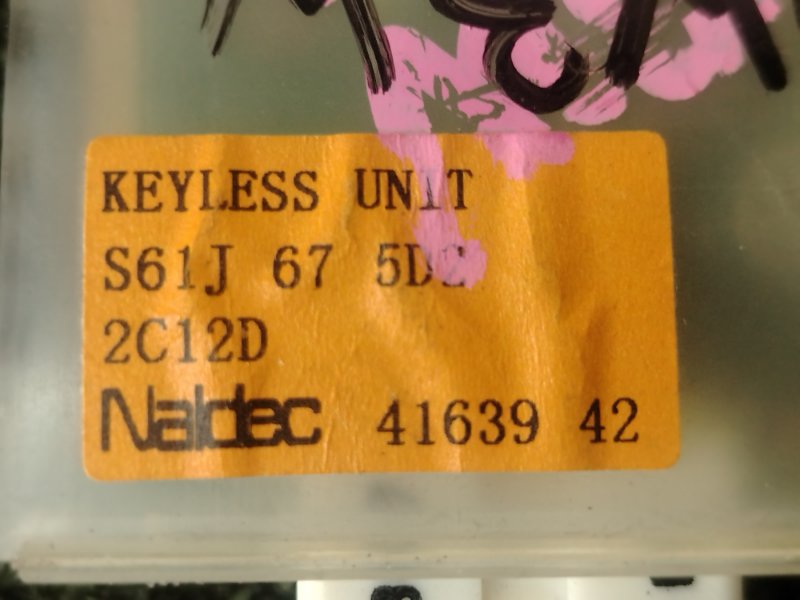 KEYLESS UNIT
S61J 67
2C12D
Naldec 41639 42